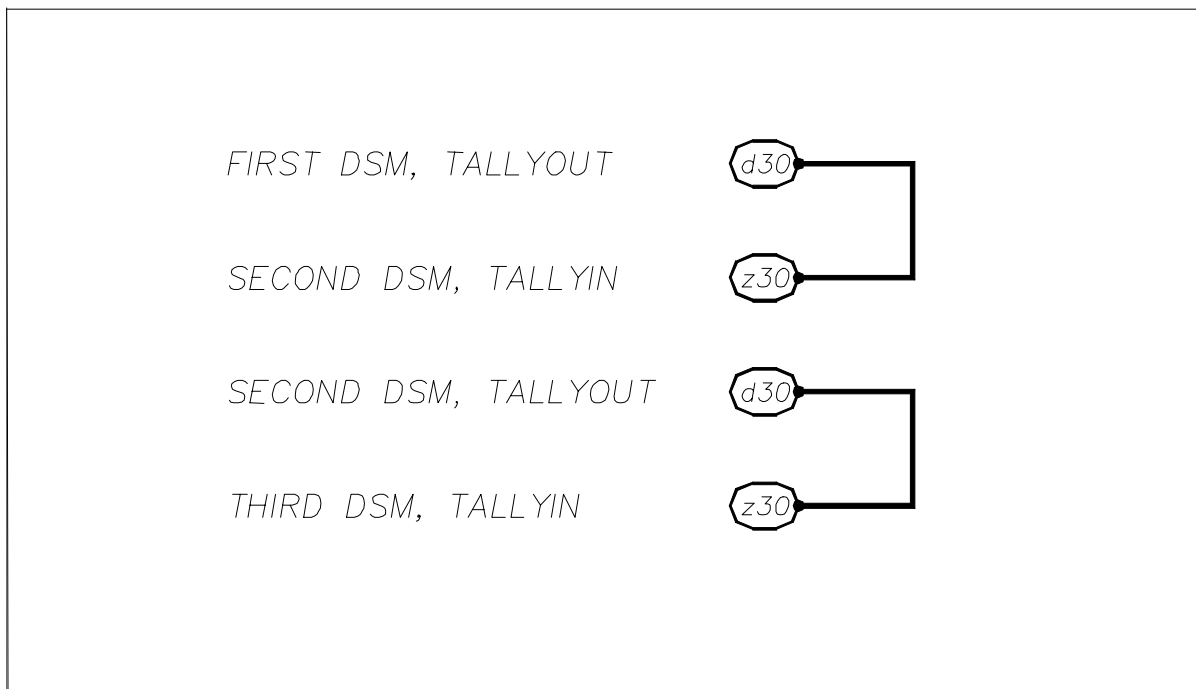 FIRST DSM, TALLYOUT d30
SECOND DSM, TALLYIN z30
SECOND DSM, TALLYOUT d30
THIRD DSM, TALLYIN z30